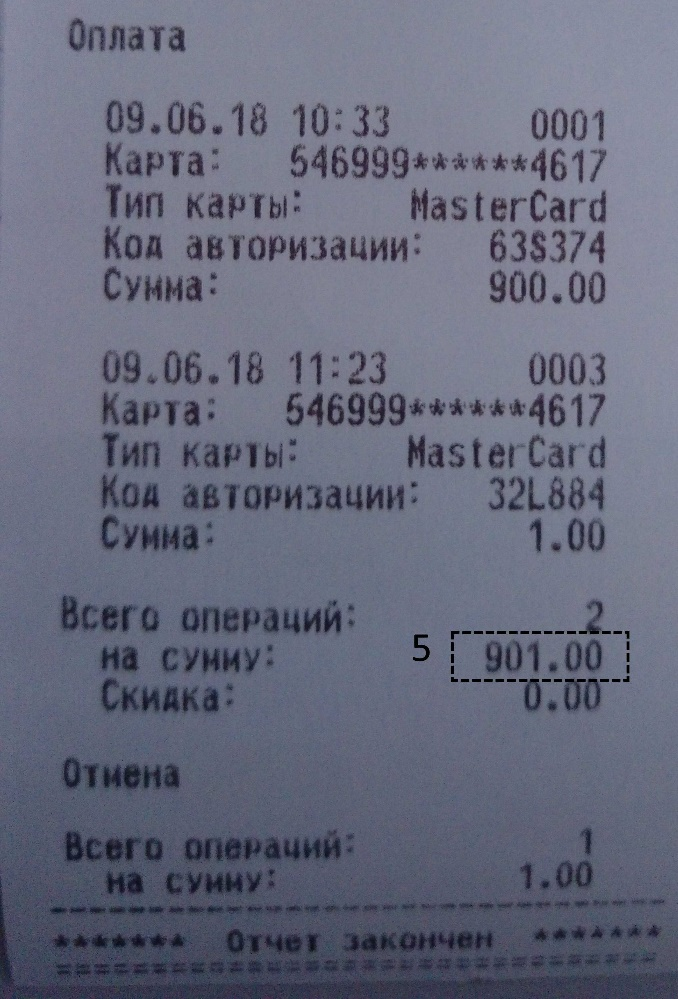 Оплата
09.06.18 10:33 0001
Карта: 546999******4617
Тип карты: MasterCard
Код авторизации: 63S374
Сумма: 900.00
09.06.18 11:23 0003
Карта: 546999******4617
Тип карты: MasterCard
Код авторизации: 32L884
Сумма: 1.00
Всего операций: 2
на сумму: 5 901.00
Скидка: 0.00
Отмена
Всего операций: 1
на сумму: 1.00
******* Отчет закончен *******